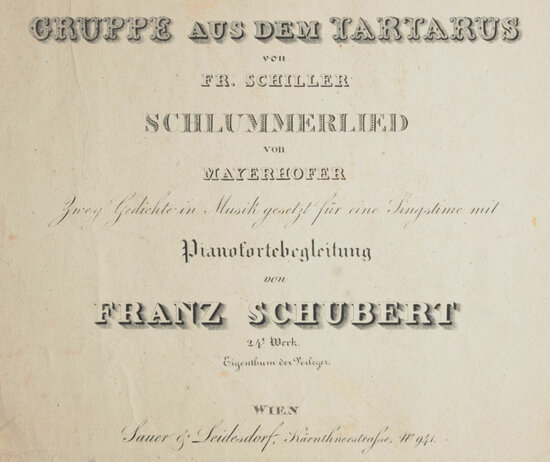 GRUPPE AUS DEM TARTARUS
von
FR. SCHILLER
SCHLUMMERLIED
von
MAYERHOFER
Zwey Gedichte in Musik gesetzt für eine Singstime mit
Pianofortebegleitung
von
FRANZ SCHUBERT
24s Werk.
Eigenthum der Verleger.
WIEN
Sauer & Leidesdorf, Kärnthnerstrasse, No 941.